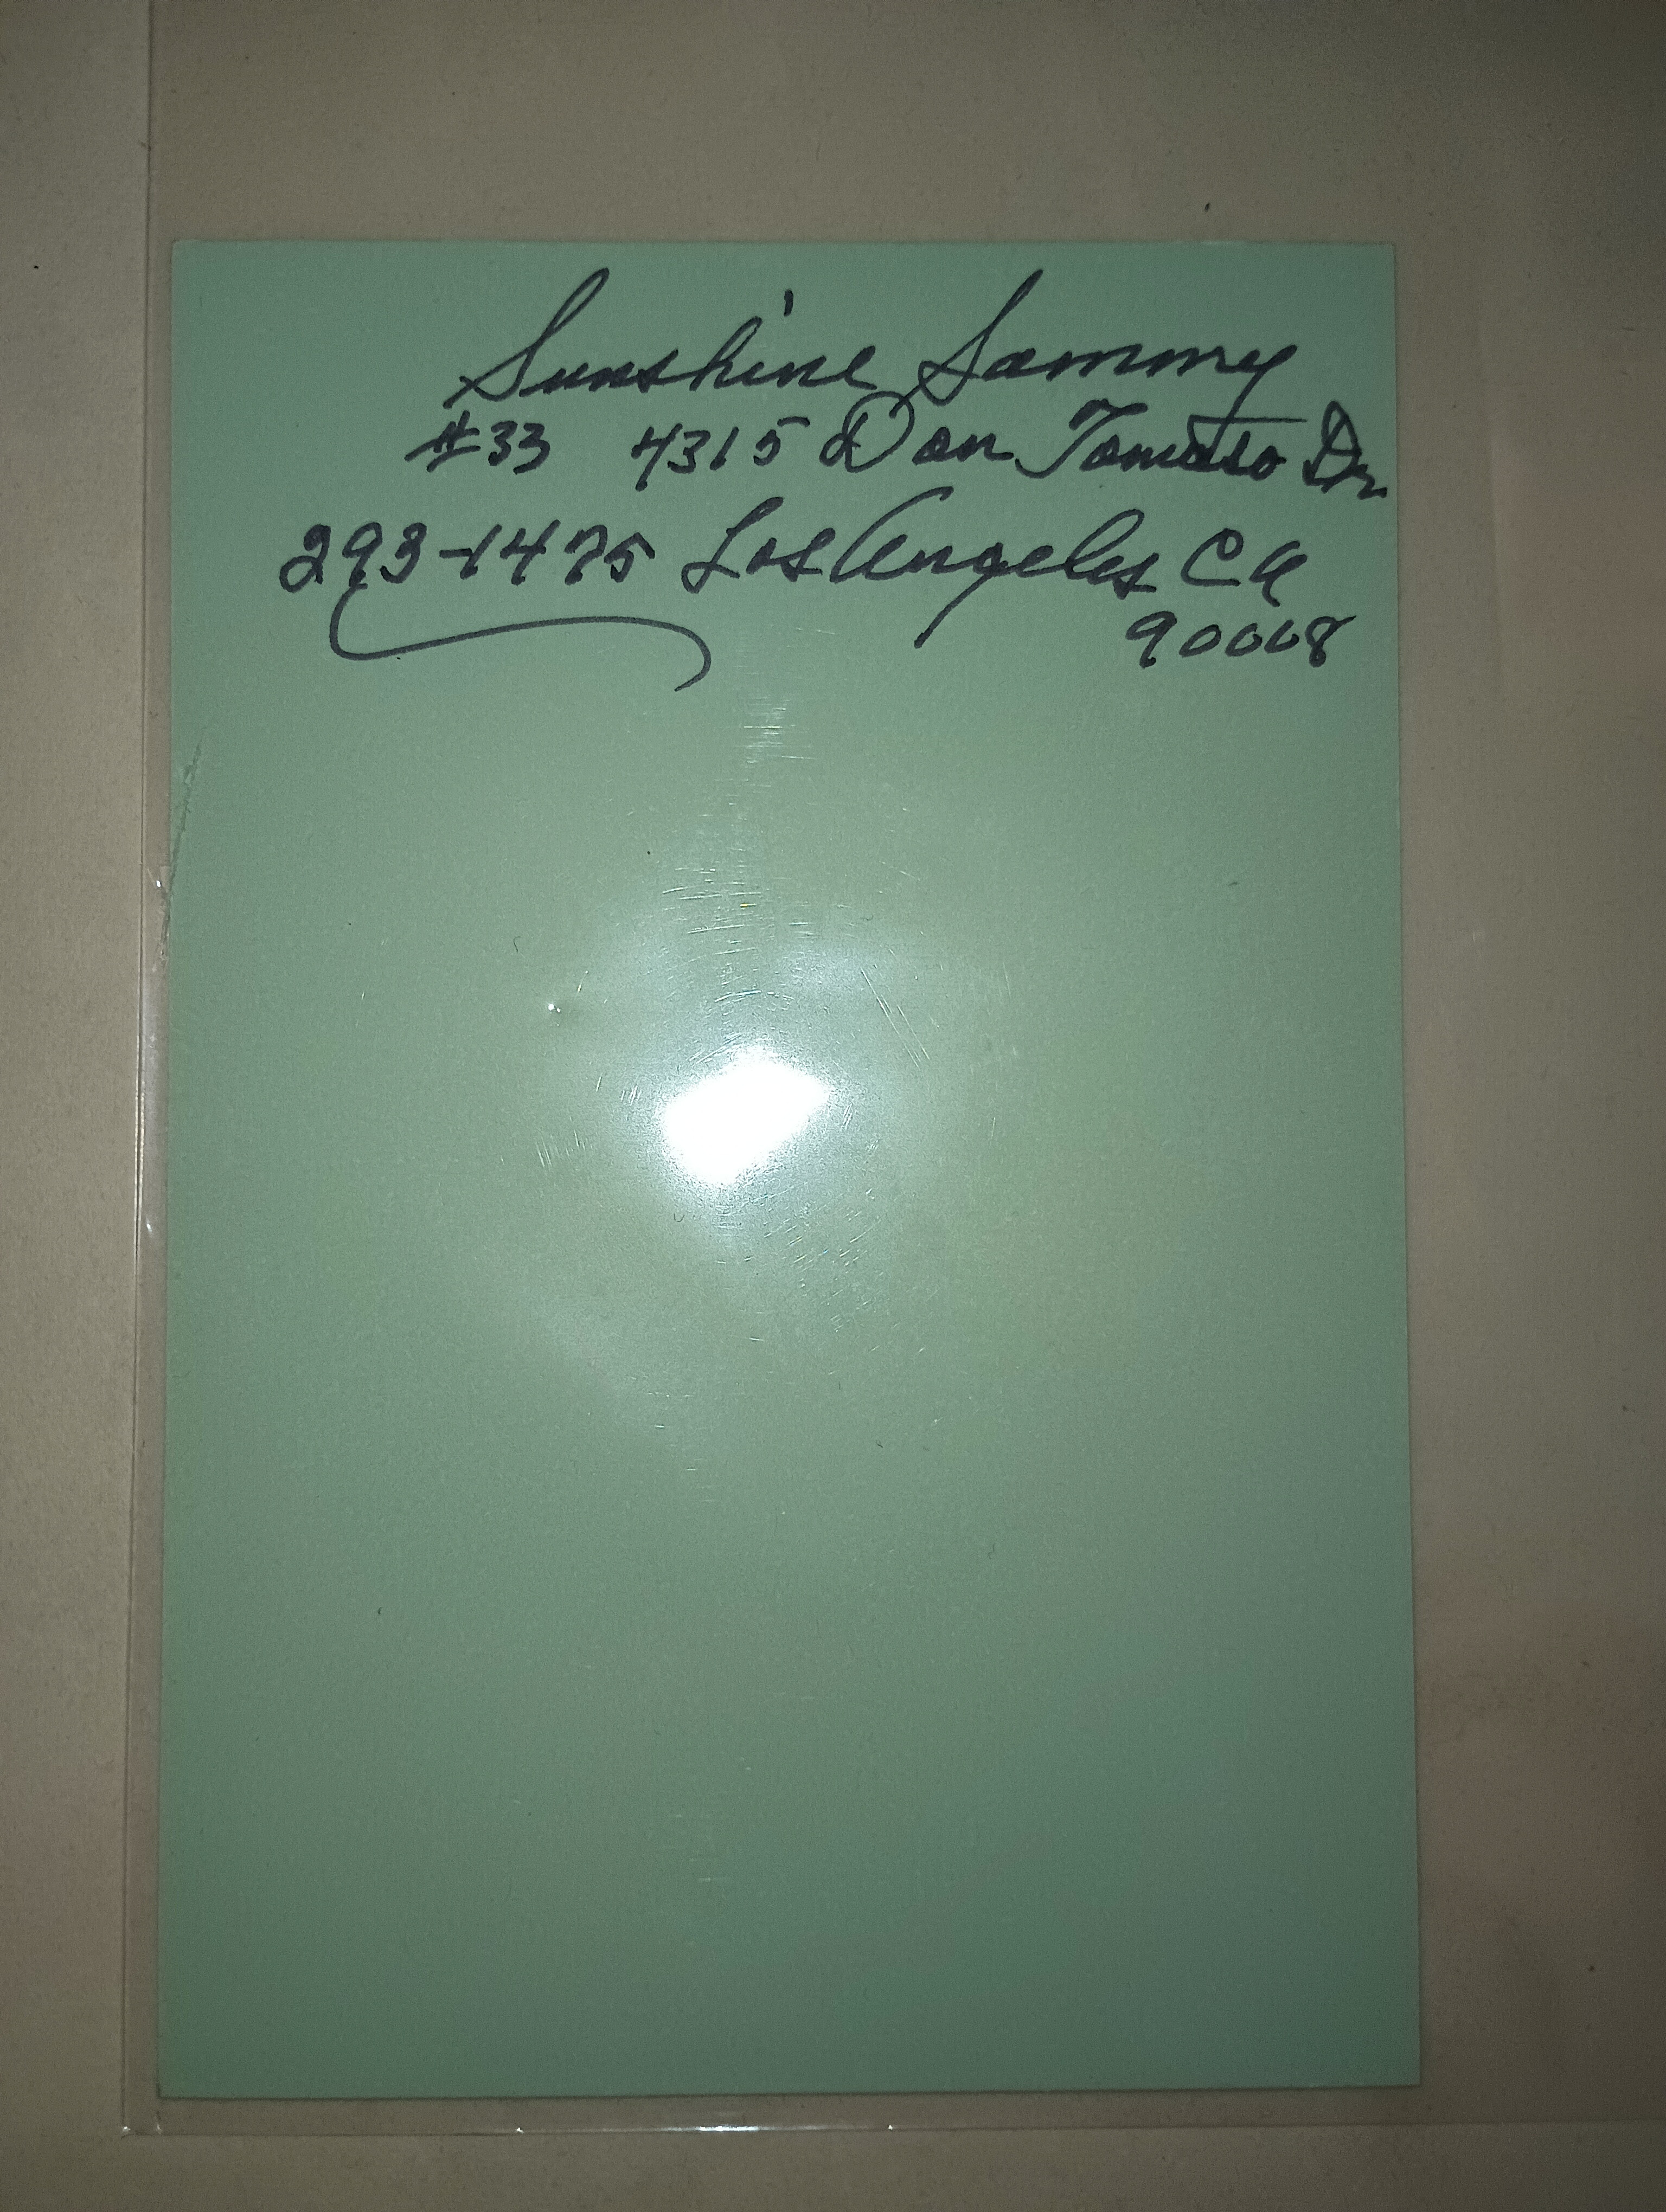 Sunshine Sammy
#33 4315 Don Tomaso Dr
293-1475 Los Angeles CA
90008